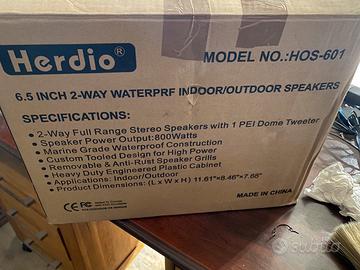 Herdio®
MODEL NO.:HOS-601
6.5 INCH 2-WAY WATERPRF INDOOR/OUTDOOR SPEAKERS
SPECIFICATIONS:
• 2-Way Full Range Stereo Speakers with 1 PEI Dome Tweeter
• Speaker Power Output:800Watts
• Marine Grade Waterproof Construction
• Custom Tooled Design for High Power
• Removable & Anti-Rust Speaker Grills
• Heavy Duty Engineered Plastic Cabinet
• Applications: Indoor/Outdoor
• Product Dimensions: (L x W x H) 11.61"×8.46"×7.68"
CE FC
MADE IN CHINA
subito